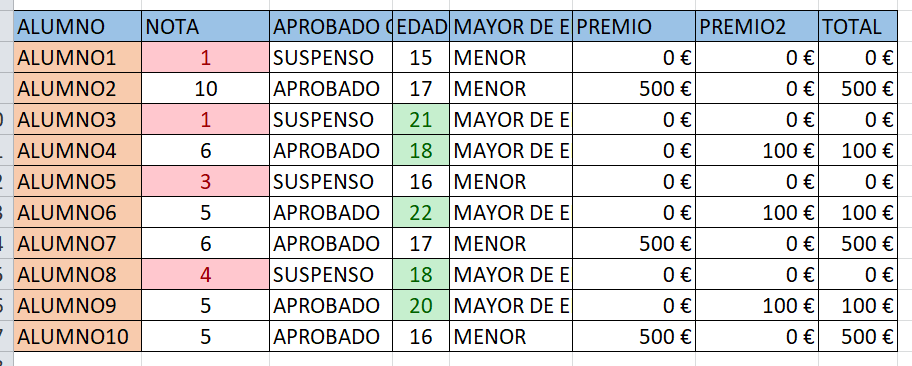 ALUMNO NOTA APROBADO EDAD MAYOR DE E PREMIO PREMIO2 TOTAL
ALUMNO1 1 SUSPENSO 15 MENOR 0 € 0 € 0 €
ALUMNO2 10 APROBADO 17 MENOR 500 € 0 € 500 €
ALUMNO3 1 SUSPENSO 21 MAYOR DE E 0 € 0 € 0 €
ALUMNO4 6 APROBADO 18 MAYOR DE E 0 € 100 € 100 €
ALUMNO5 3 SUSPENSO 16 MENOR 0 € 0 € 0 €
ALUMNO6 5 APROBADO 22 MAYOR DE E 0 € 100 € 100 €
ALUMNO7 6 APROBADO 17 MENOR 500 € 0 € 500 €
ALUMNO8 4 SUSPENSO 18 MAYOR DE E 0 € 0 € 0 €
ALUMNO9 5 APROBADO 20 MAYOR DE E 0 € 100 € 100 €
ALUMNO10 5 APROBADO 16 MENOR 500 € 0 € 500 €